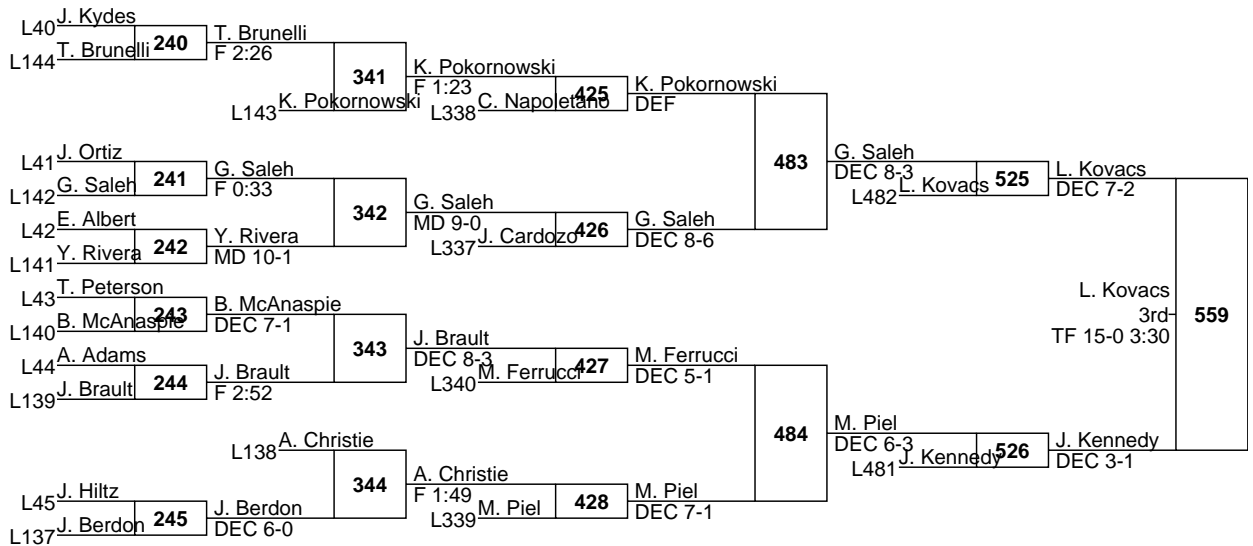 L40 J. Kydes
L144 T. Brunelli
240
T. Brunelli
F 2:26
L143 K. Pokornowski
341
K. Pokornowski
F 1:23
L338 C. Napoletano
425
K. Pokornowski
DEF
L41 J. Ortiz
L142 G. Saleh
241
G. Saleh
F 0:33
L42 E. Albert
L141 Y. Rivera
242
Y. Rivera
MD 10-1
342
G. Saleh
MD 9-0
L337 J. Cardozo
426
G. Saleh
DEC 8-6
483
G. Saleh
DEC 8-3
L482 L. Kovacs
525
L. Kovacs
DEC 7-2
L43 T. Peterson
L140 B. McAnaspie
243
B. McAnaspie
DEC 7-1
L44 A. Adams
L139 J. Brault
244
J. Brault
F 2:52
343
J. Brault
DEC 8-3
L340 M. Ferrucci
427
M. Ferrucci
DEC 5-1
L138 A. Christie
L45 J. Hiltz
L137 J. Berdon
245
J. Berdon
DEC 6-0
344
A. Christie
F 1:49
L339 M. Piel
428
M. Piel
DEC 7-1
484
M. Piel
DEC 6-3
L481 J. Kennedy
526
J. Kennedy
DEC 3-1
559
L. Kovacs
3rd
TF 15-0 3:30